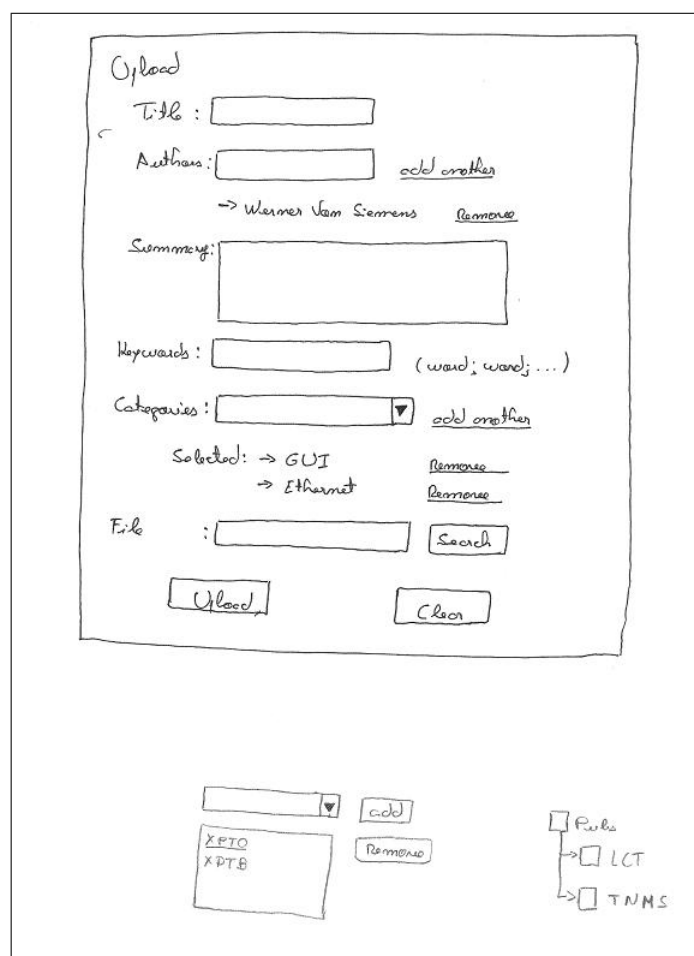 Upload
Title :
Authors: add another
-> Werner Von Siemens Remove
Summary:
Keywords : (word; word; ...)
Categories : add another
Selected: -> GUI Remove
-> Ethernet Remove
File : Search
Upload Clear
add
XPTO Remove
XPTB
Pubs
LCT
TNMS